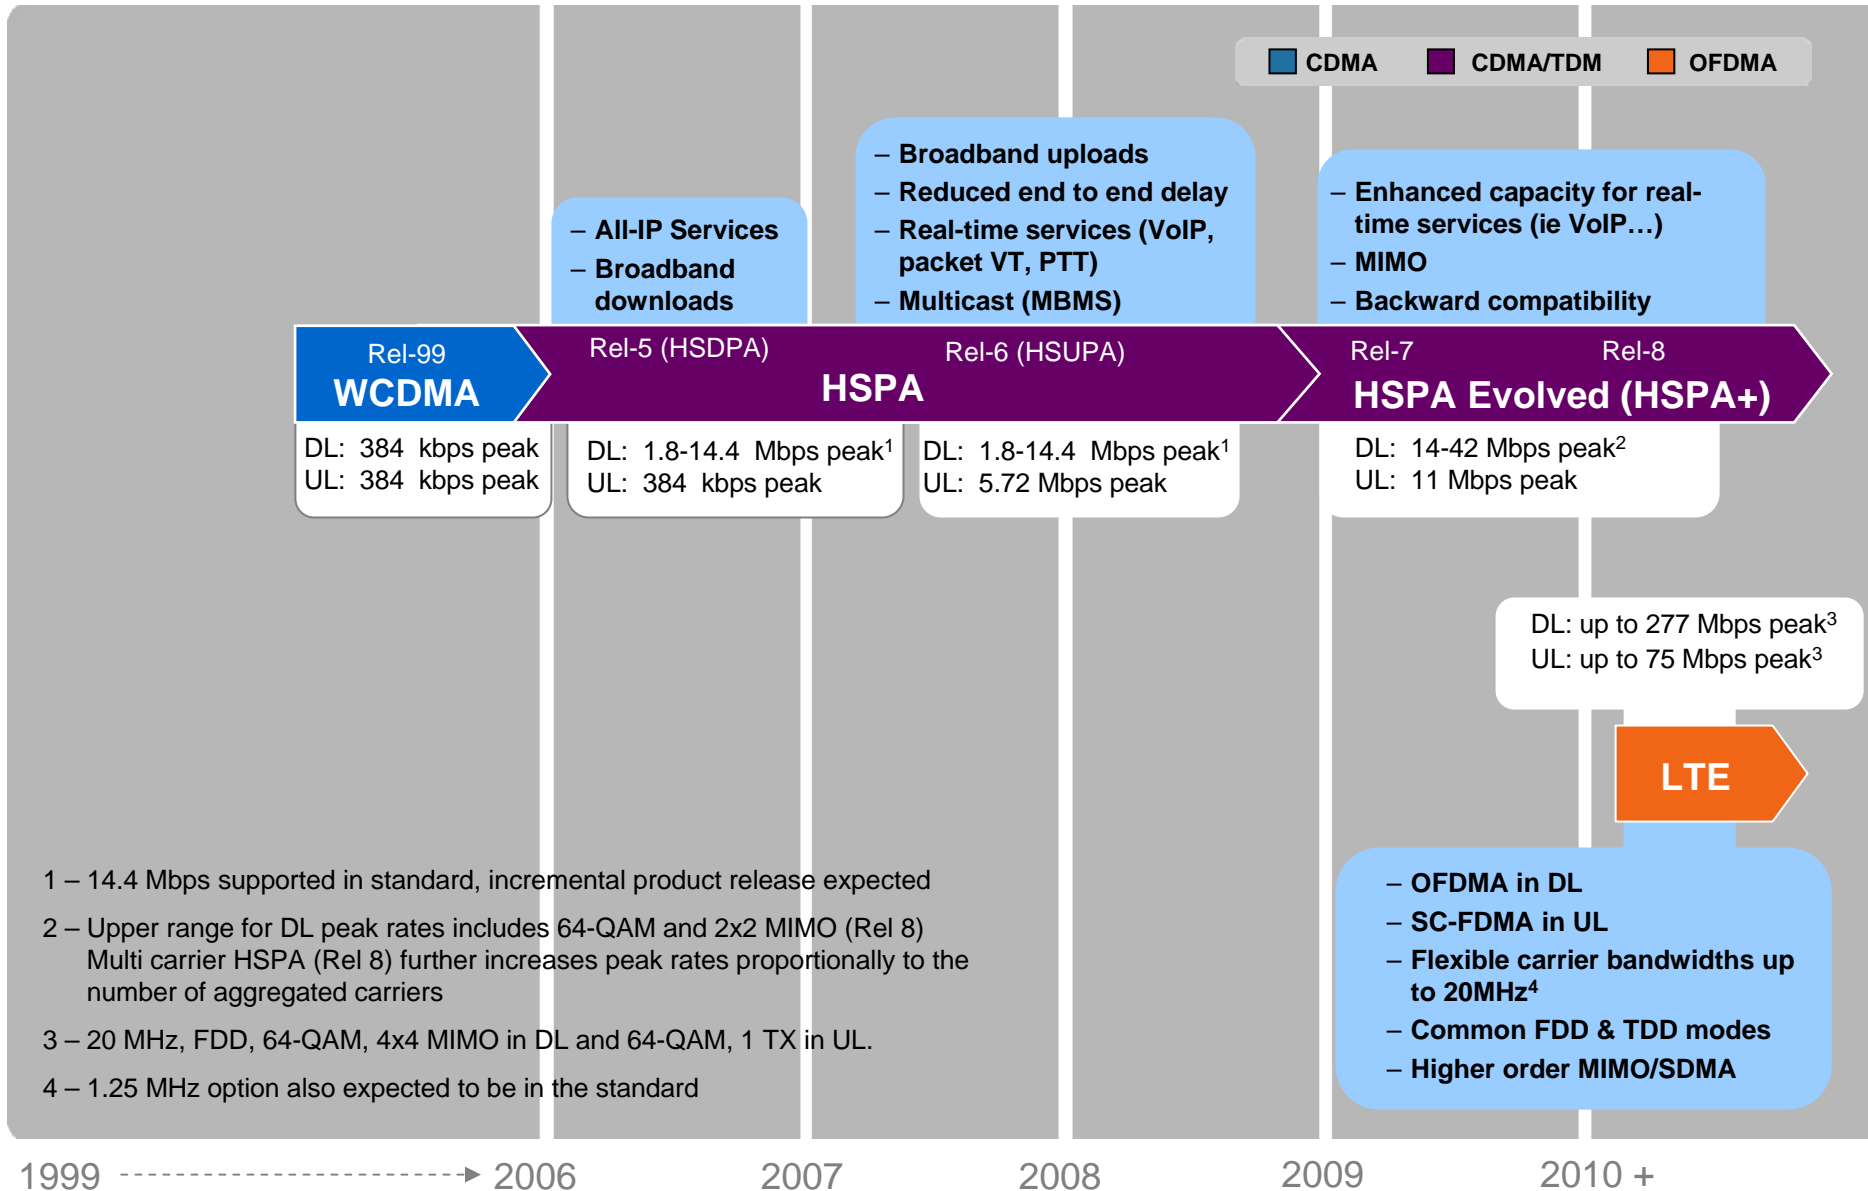 CDMA
CDMA/TDM
OFDMA
– All-IP Services
– Broadband
downloads
– Broadband uploads
– Reduced end to end delay
– Real-time services (VoIP,
packet VT, PTT)
– Multicast (MBMS)
– Enhanced capacity for real-
time services (ie VoIP…)
– MIMO
– Backward compatibility
Rel-99
WCDMA
Rel-5 (HSDPA)
Rel-6 (HSUPA)
HSPA
Rel-7
Rel-8
HSPA Evolved (HSPA+)
DL: 384 kbps peak
UL: 384 kbps peak
DL: 1.8-14.4 Mbps peak1
UL: 384 kbps peak
DL: 1.8-14.4 Mbps peak1
UL: 5.72 Mbps peak
DL: 14-42 Mbps peak2
UL: 11 Mbps peak
DL: up to 277 Mbps peak3
UL: up to 75 Mbps peak3
LTE
– OFDMA in DL
– SC-FDMA in UL
– Flexible carrier bandwidths up
to 20MHz4
– Common FDD & TDD modes
– Higher order MIMO/SDMA
1 – 14.4 Mbps supported in standard, incremental product release expected
2 – Upper range for DL peak rates includes 64-QAM and 2x2 MIMO (Rel 8)
Multi carrier HSPA (Rel 8) further increases peak rates proportionally to the
number of aggregated carriers
3 – 20 MHz, FDD, 64-QAM, 4x4 MIMO in DL and 64-QAM, 1 TX in UL.
4 – 1.25 MHz option also expected to be in the standard
1999
2006
2007
2008
2009
2010 +